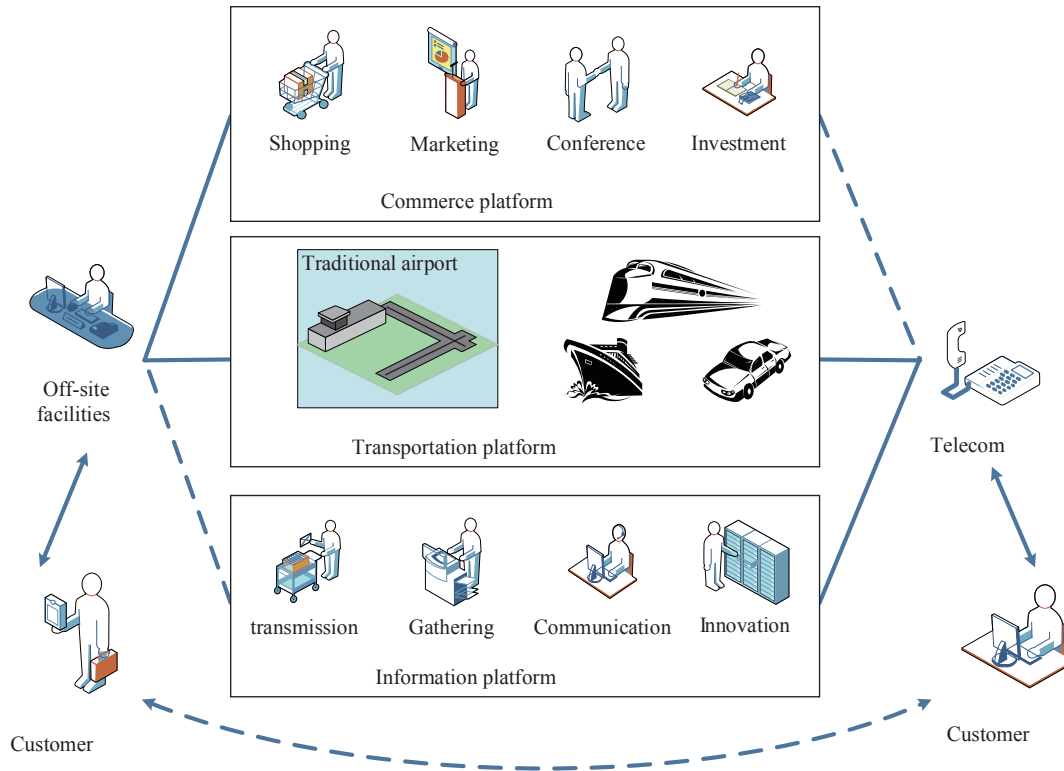 Shopping
Marketing
Conference
Investment
Commerce platform
Traditional airport
Transportation platform
Off-site
facilities
Telecom
transmission
Gathering
Communication
Innovation
Information platform
Customer
Customer